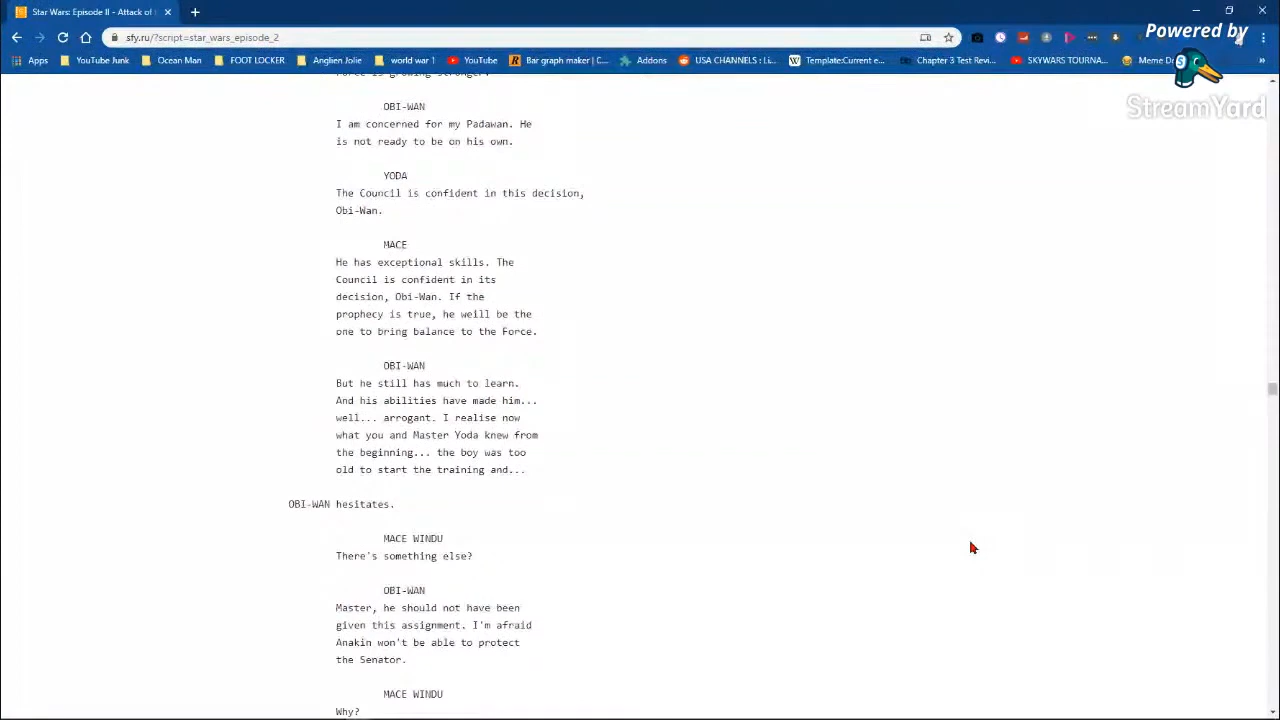 Star Wars: Episode II - Attack of
Powered by
sfy.ru/?script=star_wars_episode_2
Apps YouTube Junk Ocean Man FOOT LOCKER Anglien Jolie world war 1 YouTube Bar graph maker | C... Addons USA CHANNELS : Li... Template:Current e... Chapter 3 Test Revi... SKYWARS TOURNA... Meme
StreamYard
Force is growing stronger.
OBI-WAN
I am concerned for my Padawan. He
is not ready to be on his own.
YODA
The Council is confident in this decision,
Obi-Wan.
MACE
He has exceptional skills. The
Council is confident in its
decision, Obi-Wan. If the
prophecy is true, he weill be the
one to bring balance to the Force.
OBI-WAN
But he still has much to learn.
And his abilities have made him...
well... arrogant. I realise now
what you and Master Yoda knew from
the beginning... the boy was too
old to start the training and...
OBI-WAN hesitates.
MACE WINDU
There's something else?
OBI-WAN
Master, he should not have been
given this assignment. I'm afraid
Anakin won't be able to protect
the Senator.
MACE WINDU
Why?